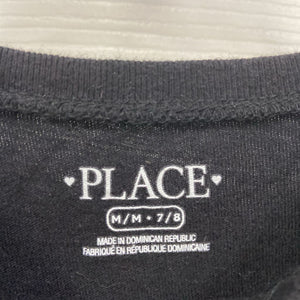 ♥PLACE♥
M/M • 7/8
MADE IN DOMINICAN REPUBLIC
FABRIQUÉ EN RÉPUBLIQUE DOMINICAINE